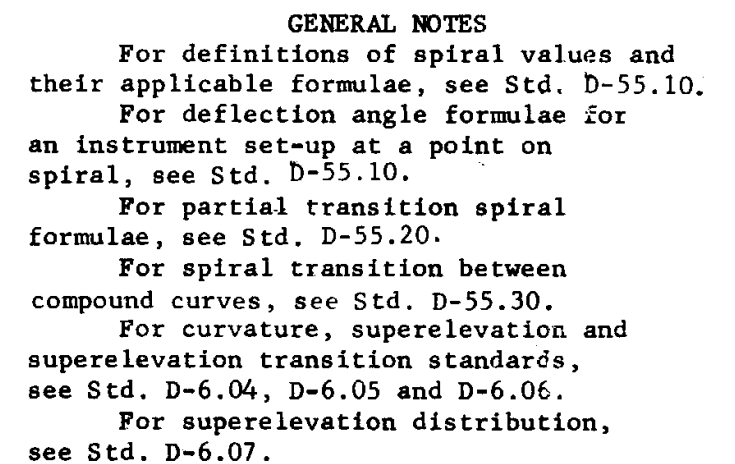 GENERAL NOTES
For definitions of spiral values and
their applicable formulae, see Std. D-55.10.
For deflection angle formulae for
an instrument set-up at a point on
spiral, see Std. D-55.10.
For partial transition spiral
formulae, see Std. D-55.20.
For spiral transition between
compound curves, see Std. D-55.30.
For curvature, superelevation and
superelevation transition standards,
see Std. D-6.04, D-6.05 and D-6.06.
For superelevation distribution,
see Std. D-6.07.